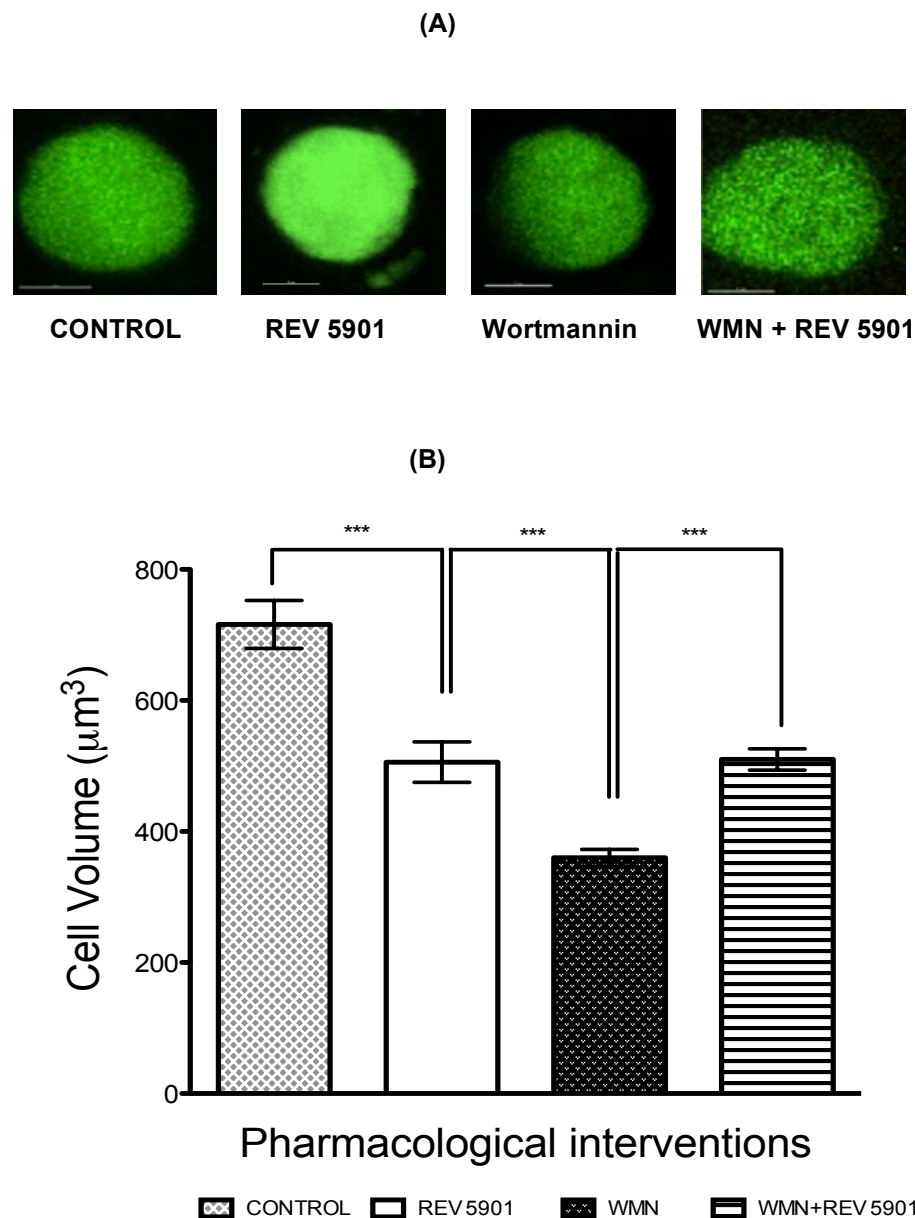 (A)
CONTROL REV 5901 Wortmannin WMN + REV 5901
(B)
*** *** ***
800
600
400
200
0
Cell Volume (μm³)
Pharmacological interventions
CONTROL REV 5901 WMN WMN+REV 5901